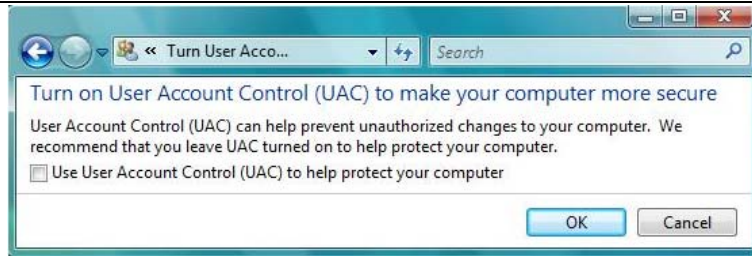 « Turn User Acco...
Search
Turn on User Account Control (UAC) to make your computer more secure
User Account Control (UAC) can help prevent unauthorized changes to your computer. We
recommend that you leave UAC turned on to help protect your computer.
Use User Account Control (UAC) to help protect your computer
OK
Cancel